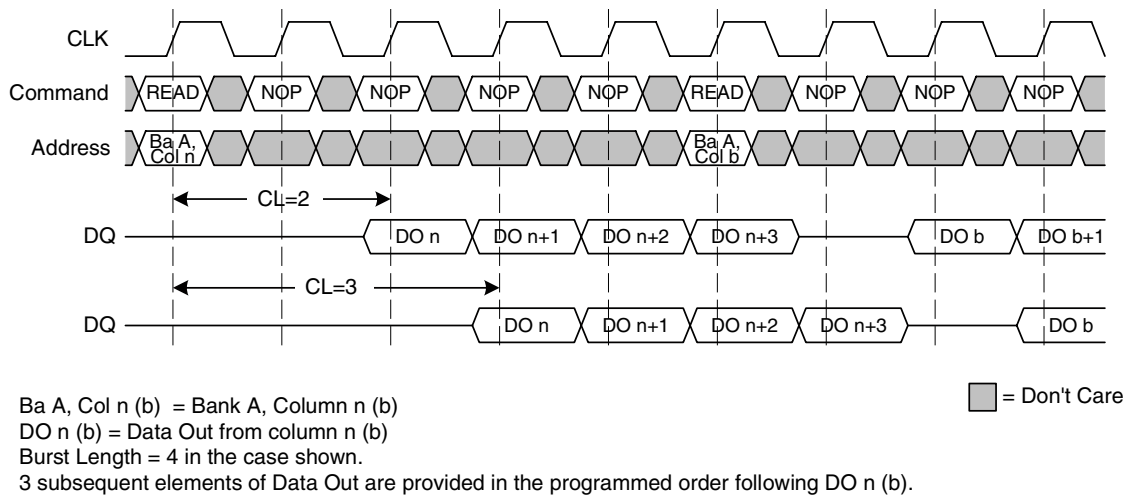 CLK
Command READ NOP NOP NOP NOP READ NOP NOP NOP
Address Ba A, Col n Ba A, Col b
CL=2
DQ DO n DO n+1 DO n+2 DO n+3 DO b DO b+1
CL=3
DQ DO n DO n+1 DO n+2 DO n+3 DO b
= Don't Care
Ba A, Col n (b) = Bank A, Column n (b)
DO n (b) = Data Out from column n (b)
Burst Length = 4 in the case shown.
3 subsequent elements of Data Out are provided in the programmed order following DO n (b).